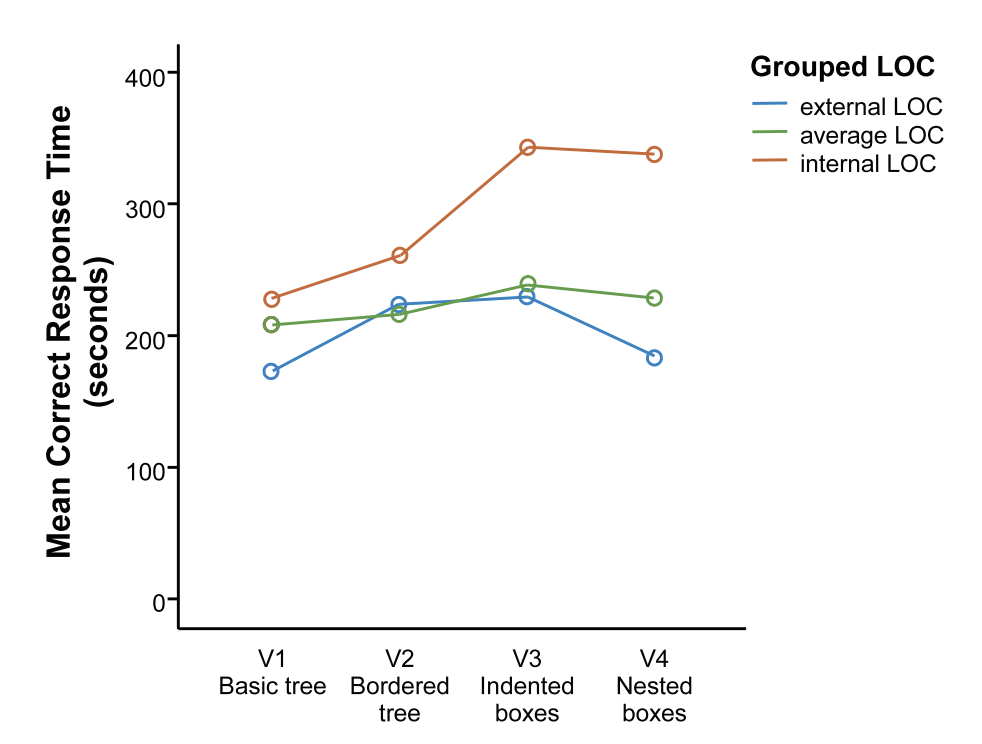 Mean Correct Response Time
(seconds)
400
300
200
100
0
V1
Basic tree
V2
Bordered
tree
V3
Indented
boxes
V4
Nested
boxes
Grouped LOC
external LOC
average LOC
internal LOC